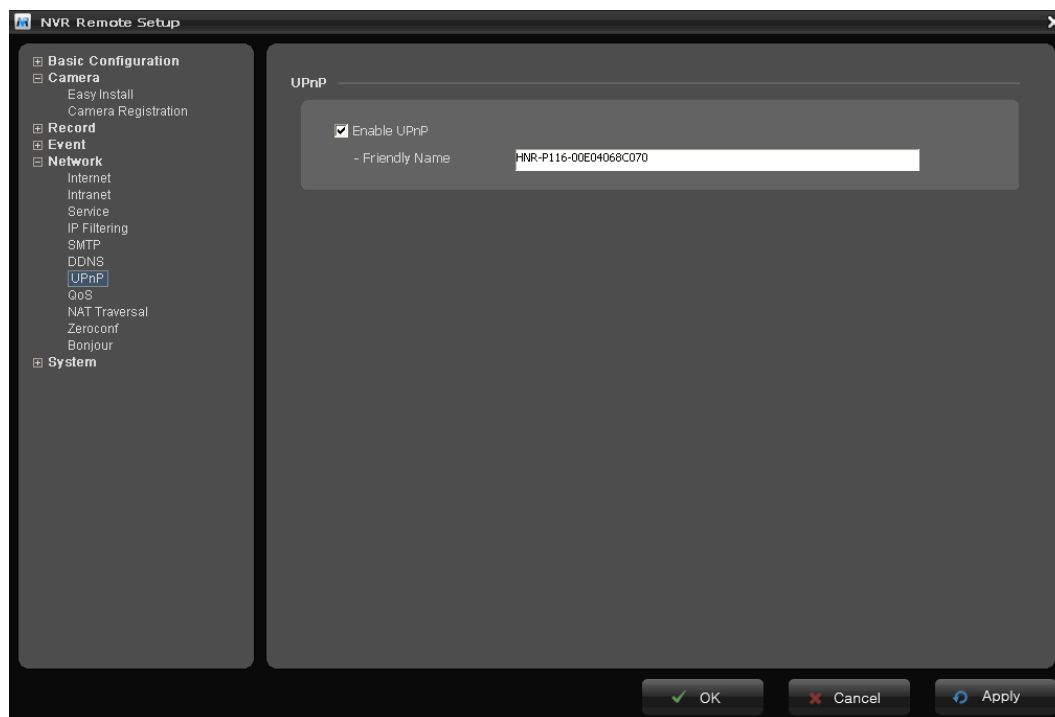 NVR Remote Setup
Basic Configuration
Camera
Easy Install
Camera Registration
Record
Event
Network
Internet
Intranet
Service
IP Filtering
SMTP
DDNS
UPnP
QoS
NAT Traversal
Zeroconf
Bonjour
System
UPnP
Enable UPnP
- Friendly Name
HNR-P116-00E04068C070
OK
Cancel
Apply